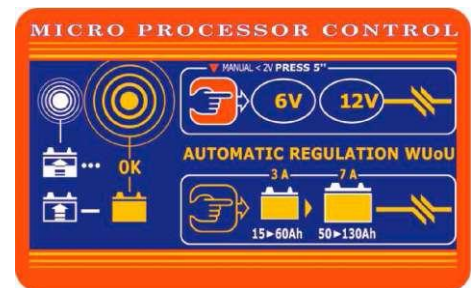 MICRO PROCESSOR CONTROL
MANUAL < 2V PRESS 5"
6V 12V
OK
AUTOMATIC REGULATION WUoU
3 A 7 A
15►60Ah 50►130Ah